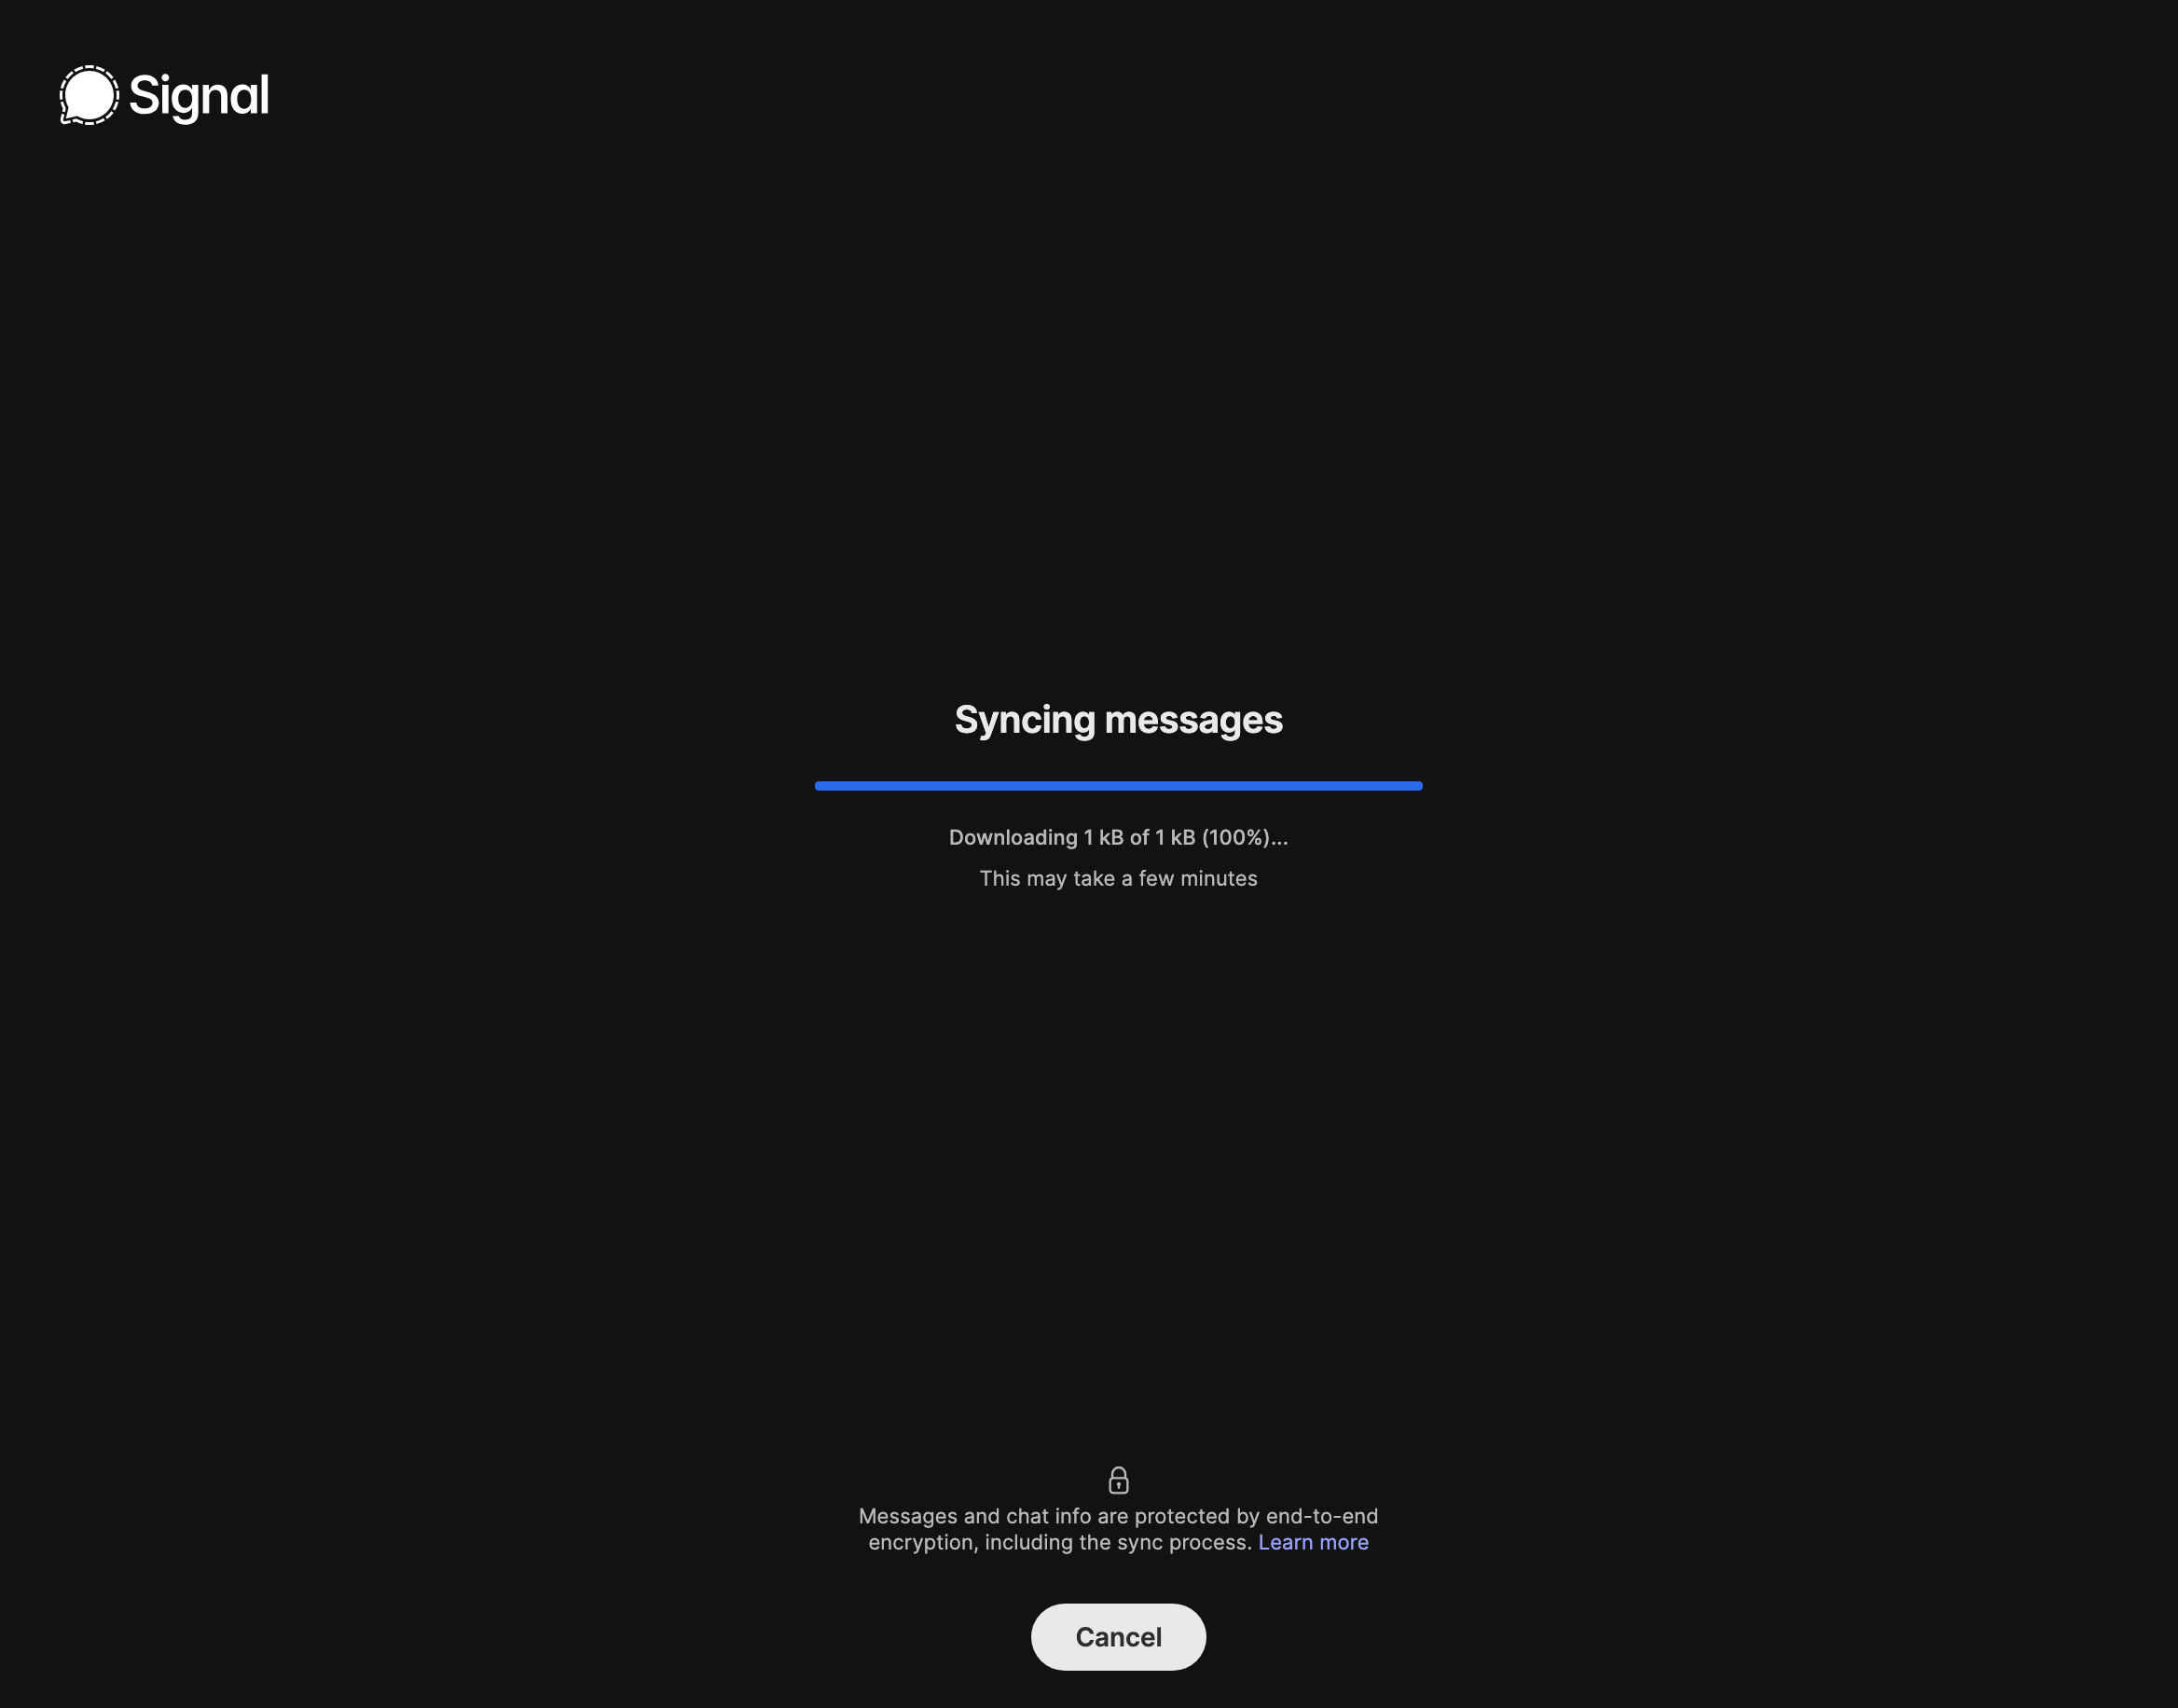 Signal
Syncing messages
Downloading 1 kB of 1 kB (100%)...
This may take a few minutes
Messages and chat info are protected by end-to-end
encryption, including the sync process. Learn more
Cancel